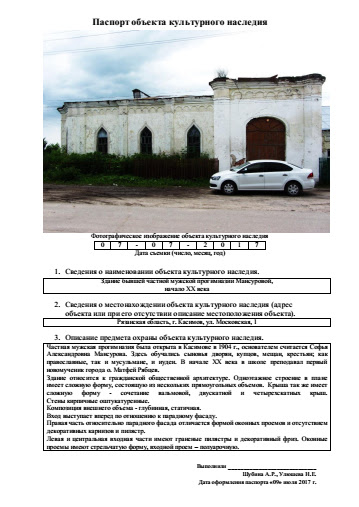 Паспорт объекта культурного наследия
Фотографическое изображение объекта культурного наследия
0 7 - 0 7 - 2 0 1 7
Дата съемки (число, месяц, год)
1. Сведения о наименовании объекта культурного наследия.
Здание бывшей частной мужской прогимназии Мансуровой,
начало XX века
2. Сведения о местонахождении объекта культурного наследия (адрес
объекта или при его отсутствии описание местоположения объекта).
Рязанская область, г. Касимов, ул. Московская, 1
3. Описание предмета охраны объекта культурного наследия.
Частная мужская прогимназия была открыта в Касимове в 1904 г., основателем считается Софья
Александровна Мансурова. Здесь обучались сыновья дворян, купцов, мещан, крестьян; как
православные, так и мусульмане, и иудеи. В начале XX века в школе преподавал первый
новомученик города о. Матфей Рябцев.
Здание относится к гражданской общественной архитектуре. Одноэтажное строение в плане
имеет сложную форму, состоящую из нескольких прямоугольных объемов. Крыша так же имеет
сложную форму - сочетание вальмовой, двускатной и четырехскатных крыш.
Стены кирпичные оштукатуренные.
Композиция внешнего объема - глубинная, статичная.
Вход выступает вперед по отношению к парадному фасаду.
Правая часть относительно парадного фасада отличается формой оконных проемов и отсутствием
декоративных карнизов и пилястр.
Левая и центральная входная части имеют граненые пилястры и декоративный фриз. Оконные
проемы имеют стрельчатую форму, входной проем – полуарочную.
Выполнила
Шубина А.Р., Улюшева Н.Е.
Дата оформления паспорта «09» июля 2017 г.